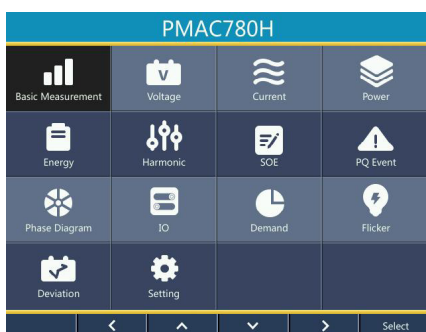 PMAC780H
Basic Measurement
Voltage
Current
Power
Energy
Harmonic
SOE
PQ Event
Phase Diagram
IO
Demand
Flicker
Deviation
Setting
Select